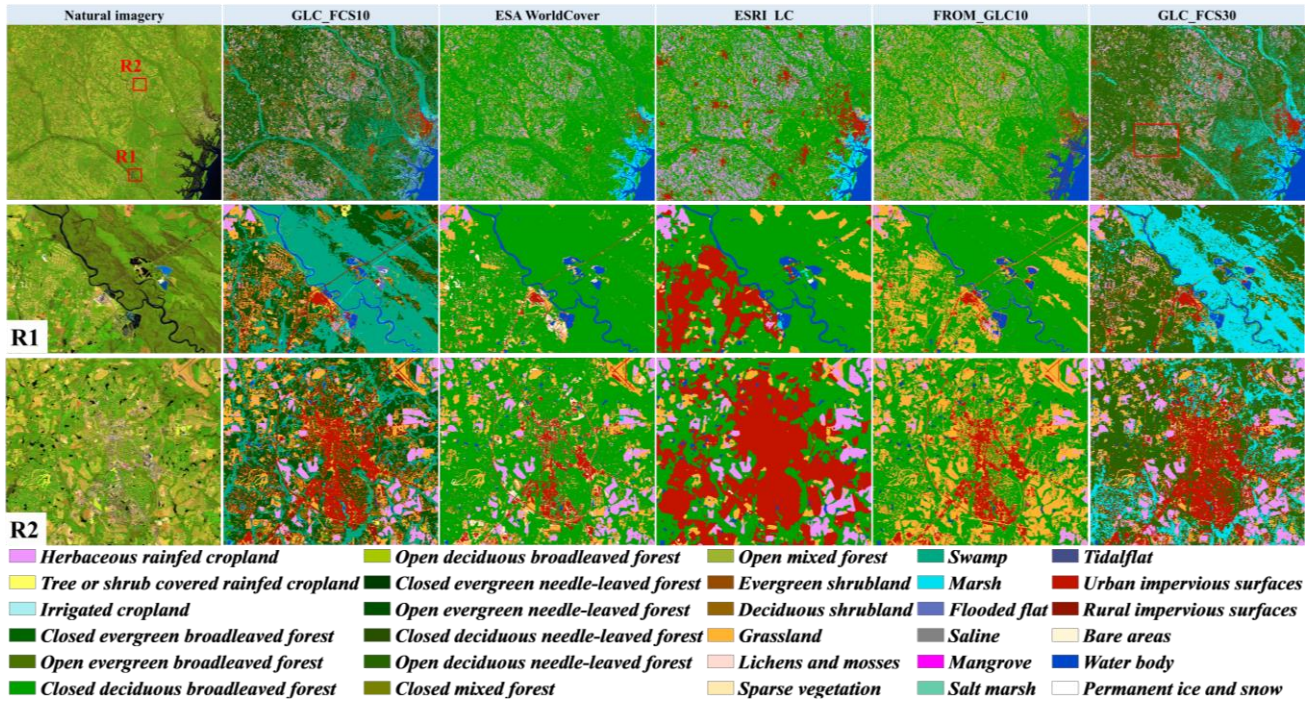 Natural imagery GLC_FCS10 ESA WorldCover ESRI LC FROM_GLC10 GLC_FCS30
R2
R1
R1
R2
Herbaceous rainfed cropland Open deciduous broadleaved forest Open mixed forest Swamp Tidalflat
Tree or shrub covered rainfed cropland Closed evergreen needle-leaved forest Evergreen shrubland Marsh Urban impervious surfaces
Irrigated cropland Open evergreen needle-leaved forest Deciduous shrubland Flooded flat Rural impervious surfaces
Closed evergreen broadleaved forest Closed deciduous needle-leaved forest Grassland Saline Bare areas
Open evergreen broadleaved forest Open deciduous needle-leaved forest Lichens and mosses Mangrove Water body
Closed deciduous broadleaved forest Closed mixed forest Sparse vegetation Salt marsh Permanent ice and snow